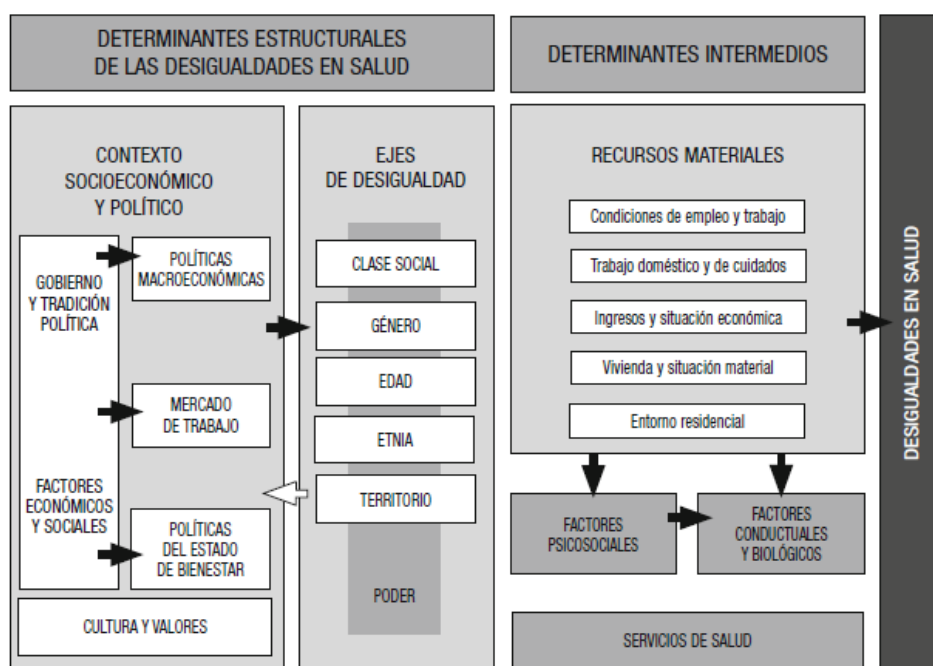 DETERMINANTES ESTRUCTURALES
DE LAS DESIGUALDADES EN SALUD
CONTEXTO
SOCIOECONÓMICO
Y POLÍTICO
GOBIERNO
Y TRADICIÓN
POLÍTICA
FACTORES
ECONÓMICOS
Y SOCIALES
POLÍTICAS
MACROECONÓMICAS
MERCADO
DE TRABAJO
POLÍTICAS
DEL ESTADO
DE BIENESTAR
CULTURA Y VALORES
EJES
DE DESIGUALDAD
CLASE SOCIAL
GÉNERO
EDAD
ETNIA
TERRITORIO
PODER
DETERMINANTES INTERMEDIOS
RECURSOS MATERIALES
Condiciones de empleo y trabajo
Trabajo doméstico y de cuidados
Ingresos y situación económica
Vivienda y situación material
Entorno residencial
FACTORES
PSICOSOCIALES
FACTORES
CONDUCTUALES
Y BIOLÓGICOS
SERVICIOS DE SALUD
DESIGUALDADES EN SALUD